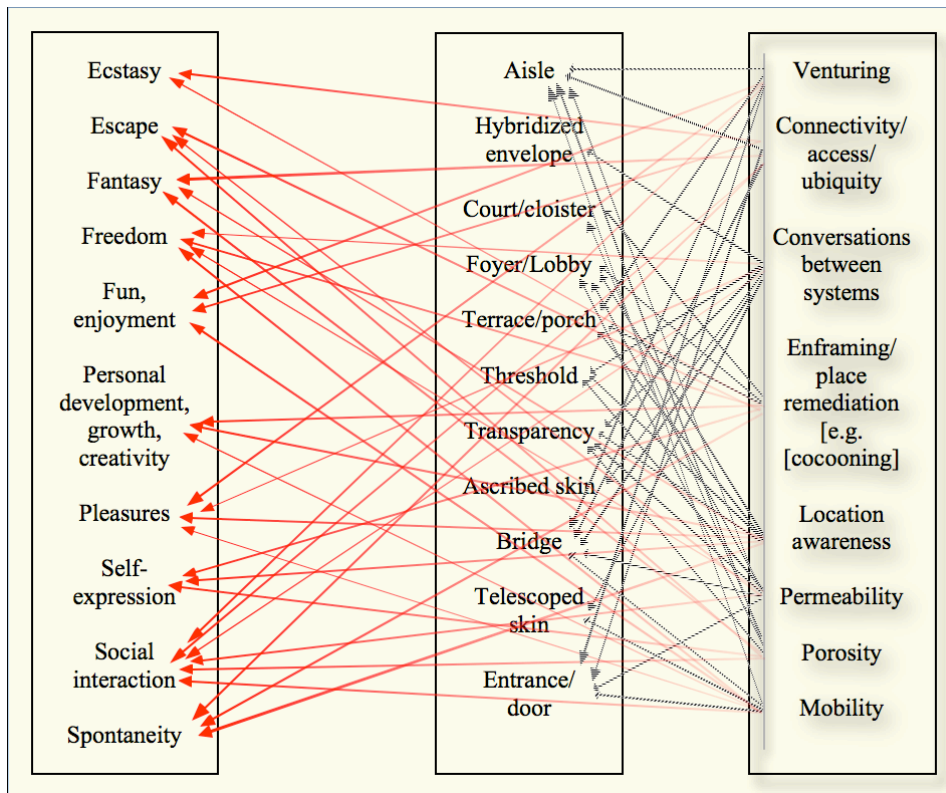 Ecstasy
Escape
Fantasy
Freedom
Fun,
enjoyment
Personal
development,
growth,
creativity
Pleasures
Self-
expression
Social
interaction
Spontaneity
Aisle
Hybridized
envelope
Court/cloister
Foyer/Lobby
Terrace/porch
Threshold
Transparency
Ascribed skin
Bridge
Telescoped
skin
Entrance/
door
Venturing
Connectivity/
access/
ubiquity
Conversations
between
systems
Enframing/
place
remediation
[e.g.
[cocooning]
Location
awareness
Permeability
Porosity
Mobility